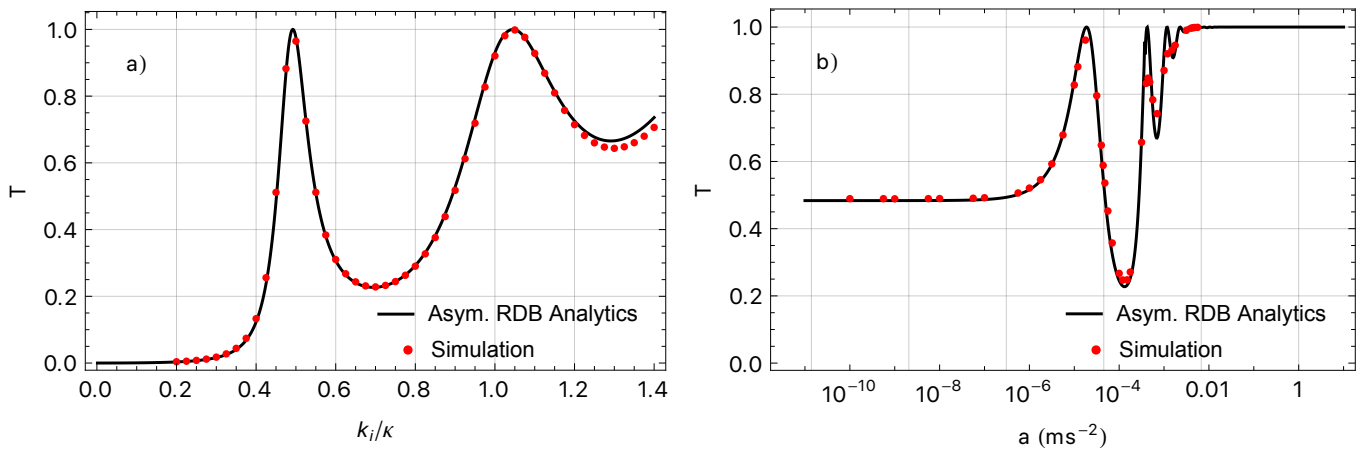 a)
T
1.0
0.8
0.6
0.4
0.2
0.0
0.0 0.2 0.4 0.6 0.8 1.0 1.2 1.4
k_i/κ
Asym. RDB Analytics
Simulation
b)
T
1.0
0.8
0.6
0.4
0.2
0.0
10⁻¹⁰ 10⁻⁸ 10⁻⁶ 10⁻⁴ 0.01 1
a (ms⁻²)
Asym. RDB Analytics
Simulation